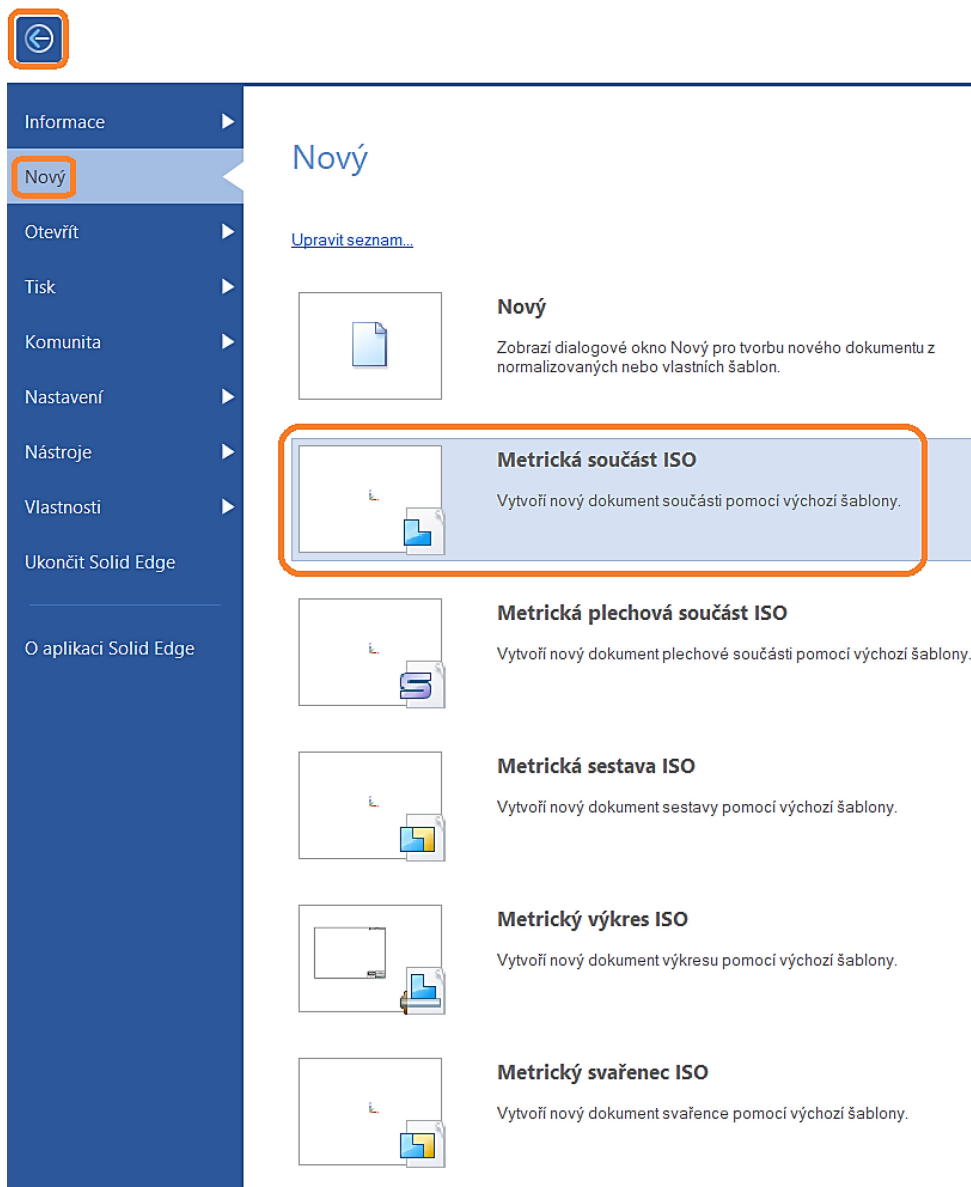 Informace
Nový
Otevřít
Tisk
Komunita
Nastavení
Nástroje
Vlastnosti
Ukončit Solid Edge
O aplikaci Solid Edge
Nový
Upravit seznam...
Nový
Zobrazí dialogové okno Nový pro tvorbu nového dokumentu z
normalizovaných nebo vlastních šablon.
Metrická součást ISO
Vytvoří nový dokument součásti pomocí výchozí šablony.
Metrická plechová součást ISO
Vytvoří nový dokument plechové součásti pomocí výchozí šablony.
Metrická sestava ISO
Vytvoří nový dokument sestavy pomocí výchozí šablony.
Metrický výkres ISO
Vytvoří nový dokument výkresu pomocí výchozí šablony.
Metrický svařenec ISO
Vytvoří nový dokument svařence pomocí výchozí šablony.